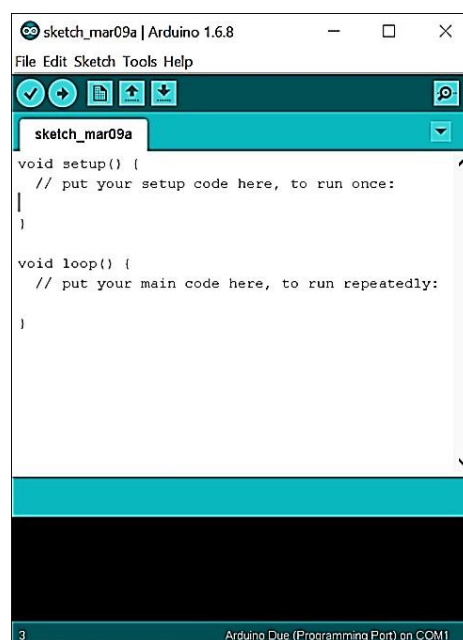 sketch_mar09a | Arduino 1.6.8
File Edit Sketch Tools Help
sketch_mar09a
void setup() {
// put your setup code here, to run once:
}
void loop() {
// put your main code here, to run repeatedly:
}
3
Arduino Due (Programming Port) on COM1